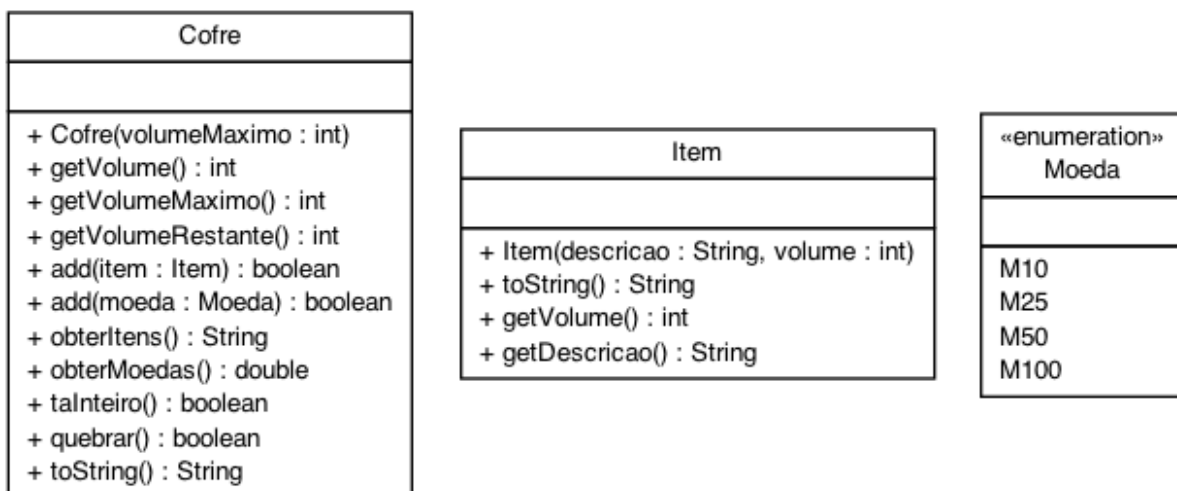 Cofre
+ Cofre(volumeMaximo : int)
+ getVolume() : int
+ getVolumeMaximo() : int
+ getVolumeRestante() : int
+ add(item : Item) : boolean
+ add(moeda : Moeda) : boolean
+ obterItens() : String
+ obterMoedas() : double
+ taInteiro() : boolean
+ quebrar() : boolean
+ toString() : String
Item
+ Item(descricao : String, volume : int)
+ toString() : String
+ getVolume() : int
+ getDescricao() : String
«enumeration»
Moeda
M10
M25
M50
M100